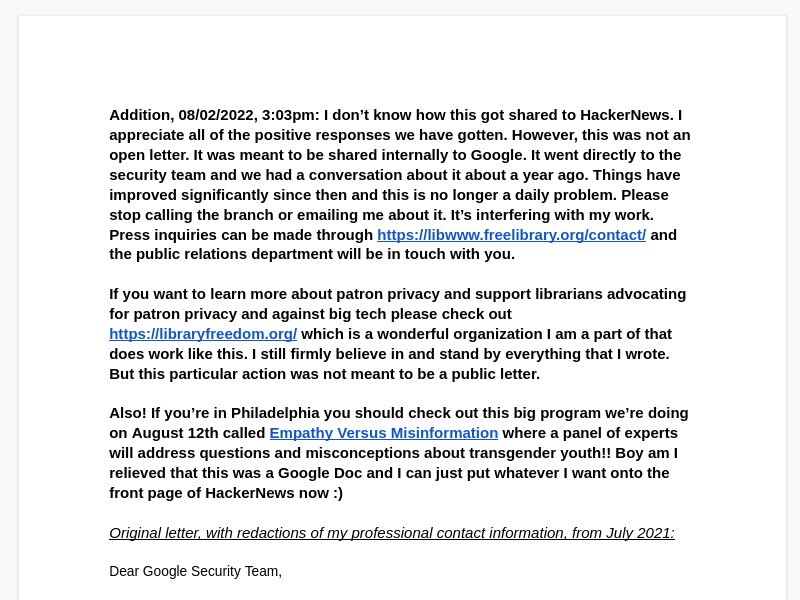 Addition, 08/02/2022, 3:03pm: I don’t know how this got shared to HackerNews. I
appreciate all of the positive responses we have gotten. However, this was not an
open letter. It was meant to be shared internally to Google. It went directly to the
security team and we had a conversation about it about a year ago. Things have
improved significantly since then and this is no longer a daily problem. Please
stop calling the branch or emailing me about it. It’s interfering with my work.
Press inquiries can be made through https://libwww.freelibrary.org/contact/ and
the public relations department will be in touch with you.
If you want to learn more about patron privacy and support librarians advocating
for patron privacy and against big tech please check out
https://libraryfreedom.org/ which is a wonderful organization I am a part of that
does work like this. I still firmly believe in and stand by everything that I wrote.
But this particular action was not meant to be a public letter.
Also! If you’re in Philadelphia you should check out this big program we’re doing
on August 12th called Empathy Versus Misinformation where a panel of experts
will address questions and misconceptions about transgender youth!! Boy am I
relieved that this was a Google Doc and I can just put whatever I want onto the
front page of HackerNews now :)
Original letter, with redactions of my professional contact information, from July 2021:
Dear Google Security Team,